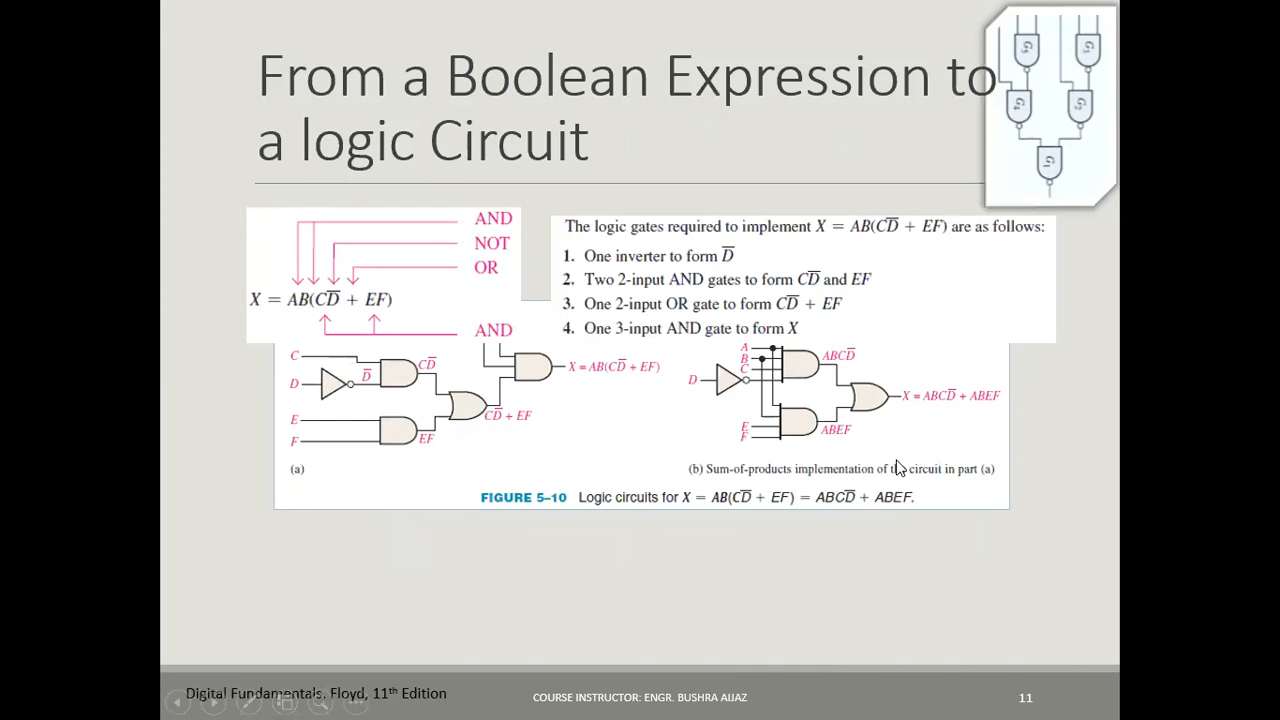 From a Boolean Expression to
a logic Circuit
G₅
G₃
G₄
G₂
G₁
AND
NOT
OR
X = AB(CD̅ + EF)
AND
The logic gates required to implement X = AB(CD̅ + EF) are as follows:
1. One inverter to form D̅
2. Two 2-input AND gates to form CD̅ and EF
3. One 2-input OR gate to form CD̅ + EF
4. One 3-input AND gate to form X
C
D
D̅
CD̅
E
F
EF
CD̅ + EF
X = AB(CD̅ + EF)
(a)
A
B
C
D
ABCD̅
E
F
ABEF
X = ABCD̅ + ABEF
(b) Sum-of-products implementation of circuit in part (a)
FIGURE 5–10 Logic circuits for X = AB(CD̅ + EF) = ABCD̅ + ABEF.
Digital Fundamentals, Floyd, 11th Edition
COURSE INSTRUCTOR: ENGR. BUSHRA AIJAZ
11